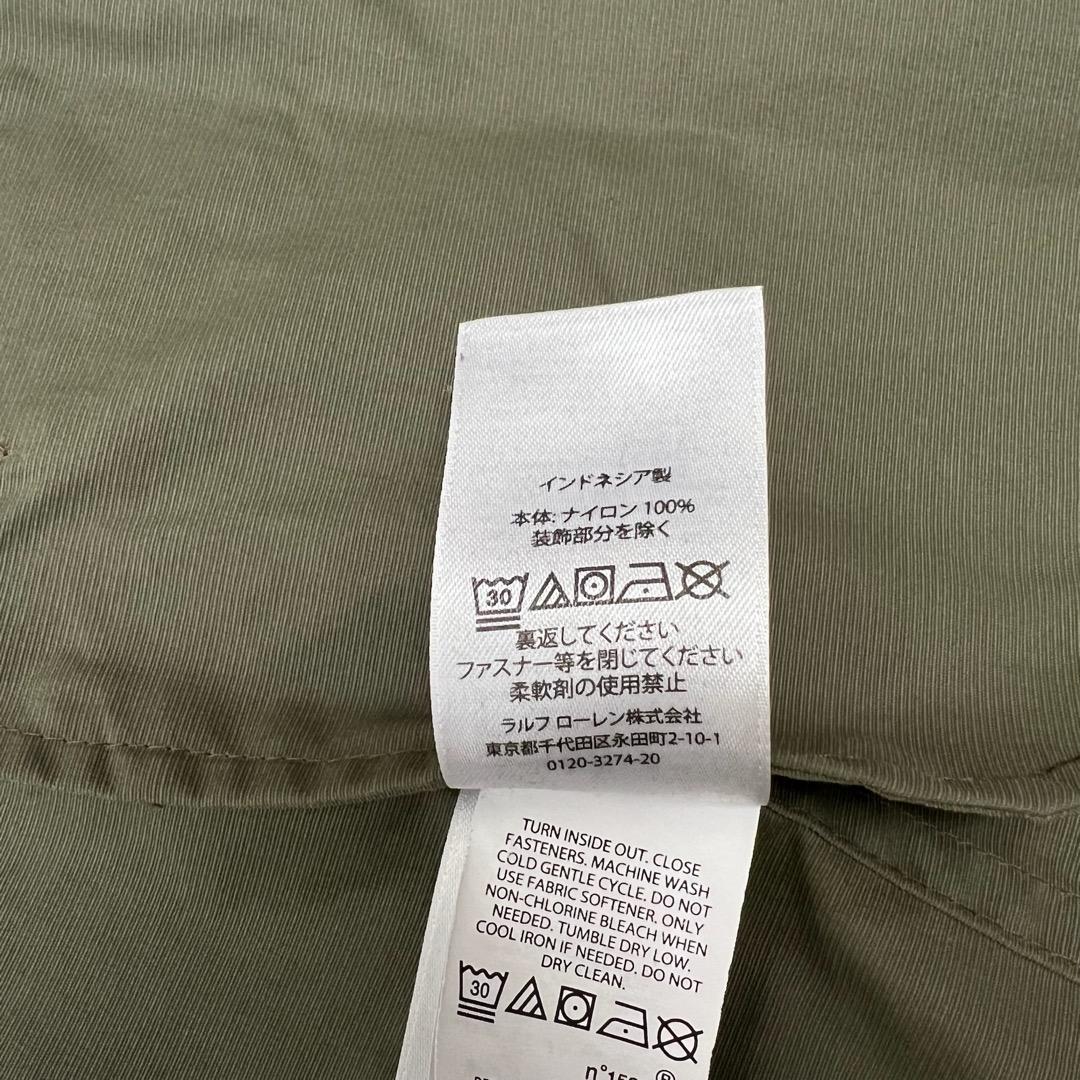 インドネシア製
本体: ナイロン 100%
装飾部分を除く
30
裏返してください
ファスナー等を閉じてください
柔軟剤の使用禁止
ラルフ ローレン株式会社
東京都千代田区永田町2-10-1
0120-3274-20
TURN INSIDE OUT. CLOSE
FASTENERS. MACHINE WASH
COLD GENTLE CYCLE. DO NOT
USE FABRIC SOFTENER. ONLY
NON-CHLORINE BLEACH WHEN
NEEDED. TUMBLE DRY LOW.
COOL IRON IF NEEDED. DO NOT
DRY CLEAN.
30